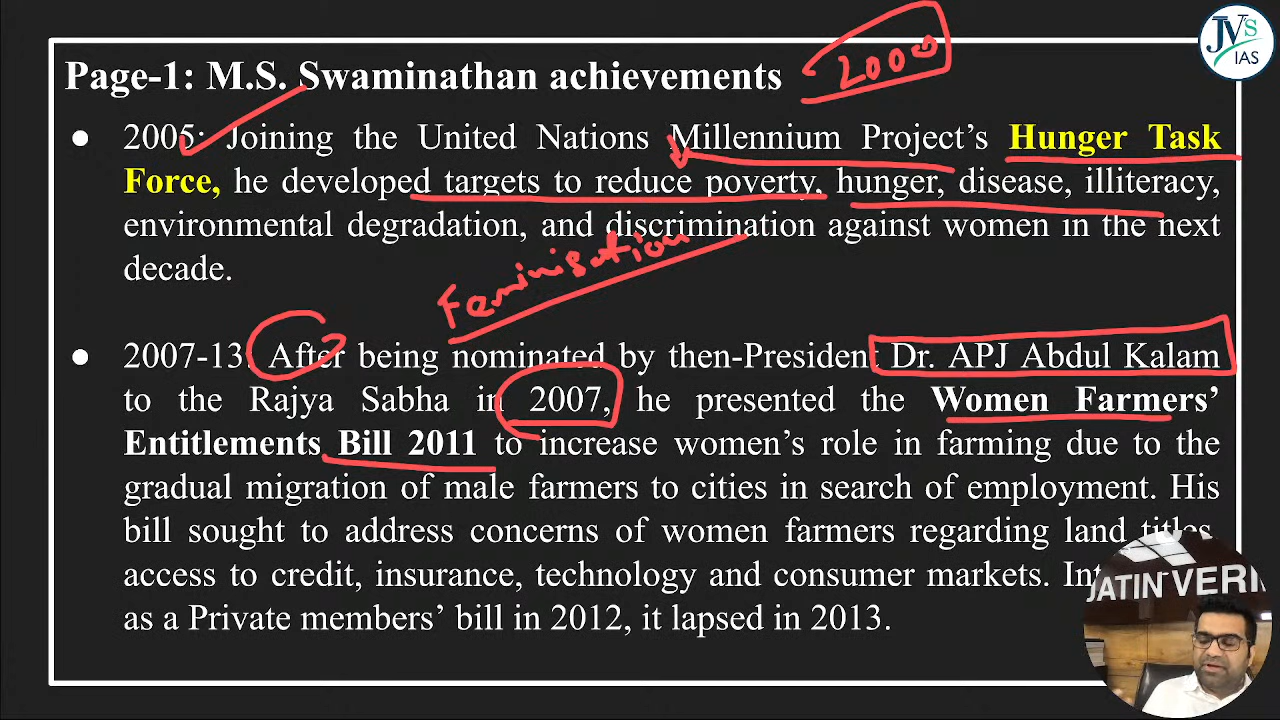 JVS
IAS
Page-1: M.S. Swaminathan achievements
2000
● 2005: Joining the United Nations Millennium Project's Hunger Task
Force, he developed targets to reduce poverty, hunger, disease, illiteracy,
environmental degradation, and discrimination against women in the next
decade.
Feminisation
● 2007-13: After being nominated by then-President Dr. APJ Abdul Kalam
to the Rajya Sabha in 2007, he presented the Women Farmers'
Entitlements Bill 2011 to increase women's role in farming due to the
gradual migration of male farmers to cities in search of employment. His
bill sought to address concerns of women farmers regarding land titles,
access to credit, insurance, technology and consumer markets.
as a Private members' bill in 2012, it lapsed in 2013.
JATIN VERM